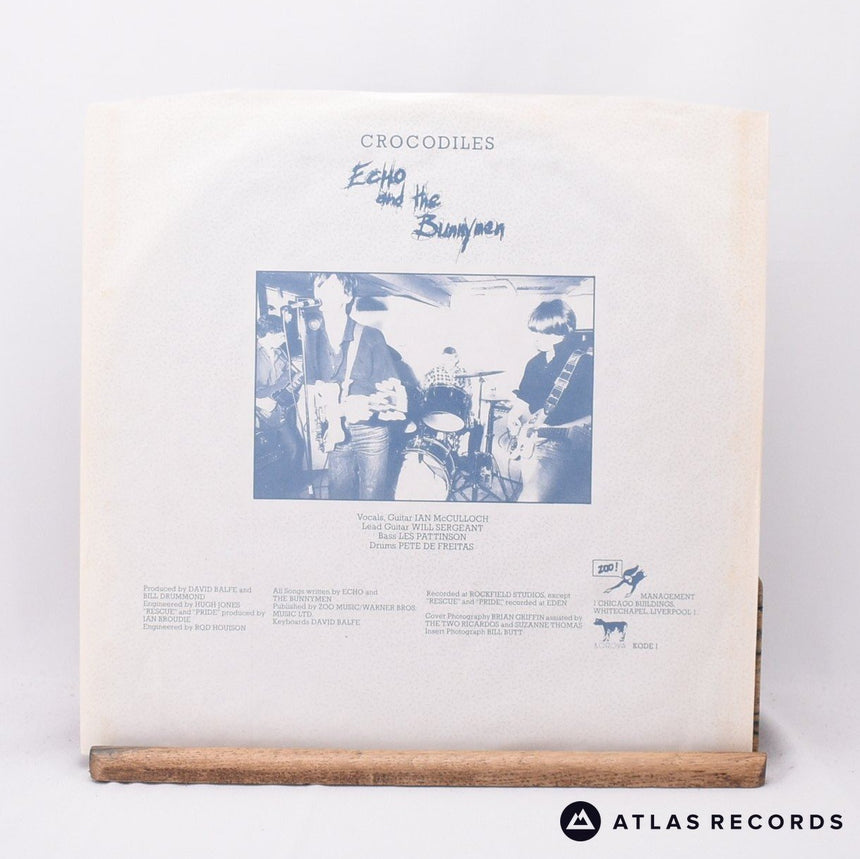 CROCODILES
Echo
and the
Bunnymen
Vocals, Guitar IAN McCULLOCH
Lead Guitar WILL SERGEANT
Bass LES PATTINSON
Drums PETE DE FREITAS
Produced by DAVID BALFE and
BILL DRUMMOND
Engineered by HUGH JONES
"RESCUE" and "PRIDE" produced by
IAN BROUDIE
Engineered by ROD HOUISON
All Songs written by ECHO and
THE BUNNYMEN
Published by ZOO MUSIC/WARNER BROS:
MUSIC LTD.
Keyboards DAVID BALFE
Recorded at ROCKFIELD STUDIOS, except
"RESCUE" and "PRIDE," recorded at EDEN
Cover Photography BRIAN GRIFFIN assisted by
THE TWO RICARDOS and SUZANNE THOMAS
Insert Photograph BILL BUTT
ZOO!
MANAGEMENT
1 CHICAGO BUILDINGS,
WHITECHAPEL, LIVERPOOL 1.
KOROVA KODE 1
ATLAS RECORDS